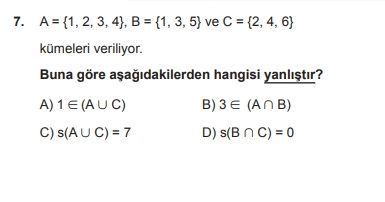 7. A = {1, 2, 3, 4}, B = {1, 3, 5} ve C = {2, 4, 6}
kümeleri veriliyor.
Buna göre aşağıdakilerden hangisi yanlıştır?
A) 1 ∈ (A ∪ C) B) 3 ∈ (A ∩ B)
C) s(A ∪ C) = 7 D) s(B ∩ C) = 0